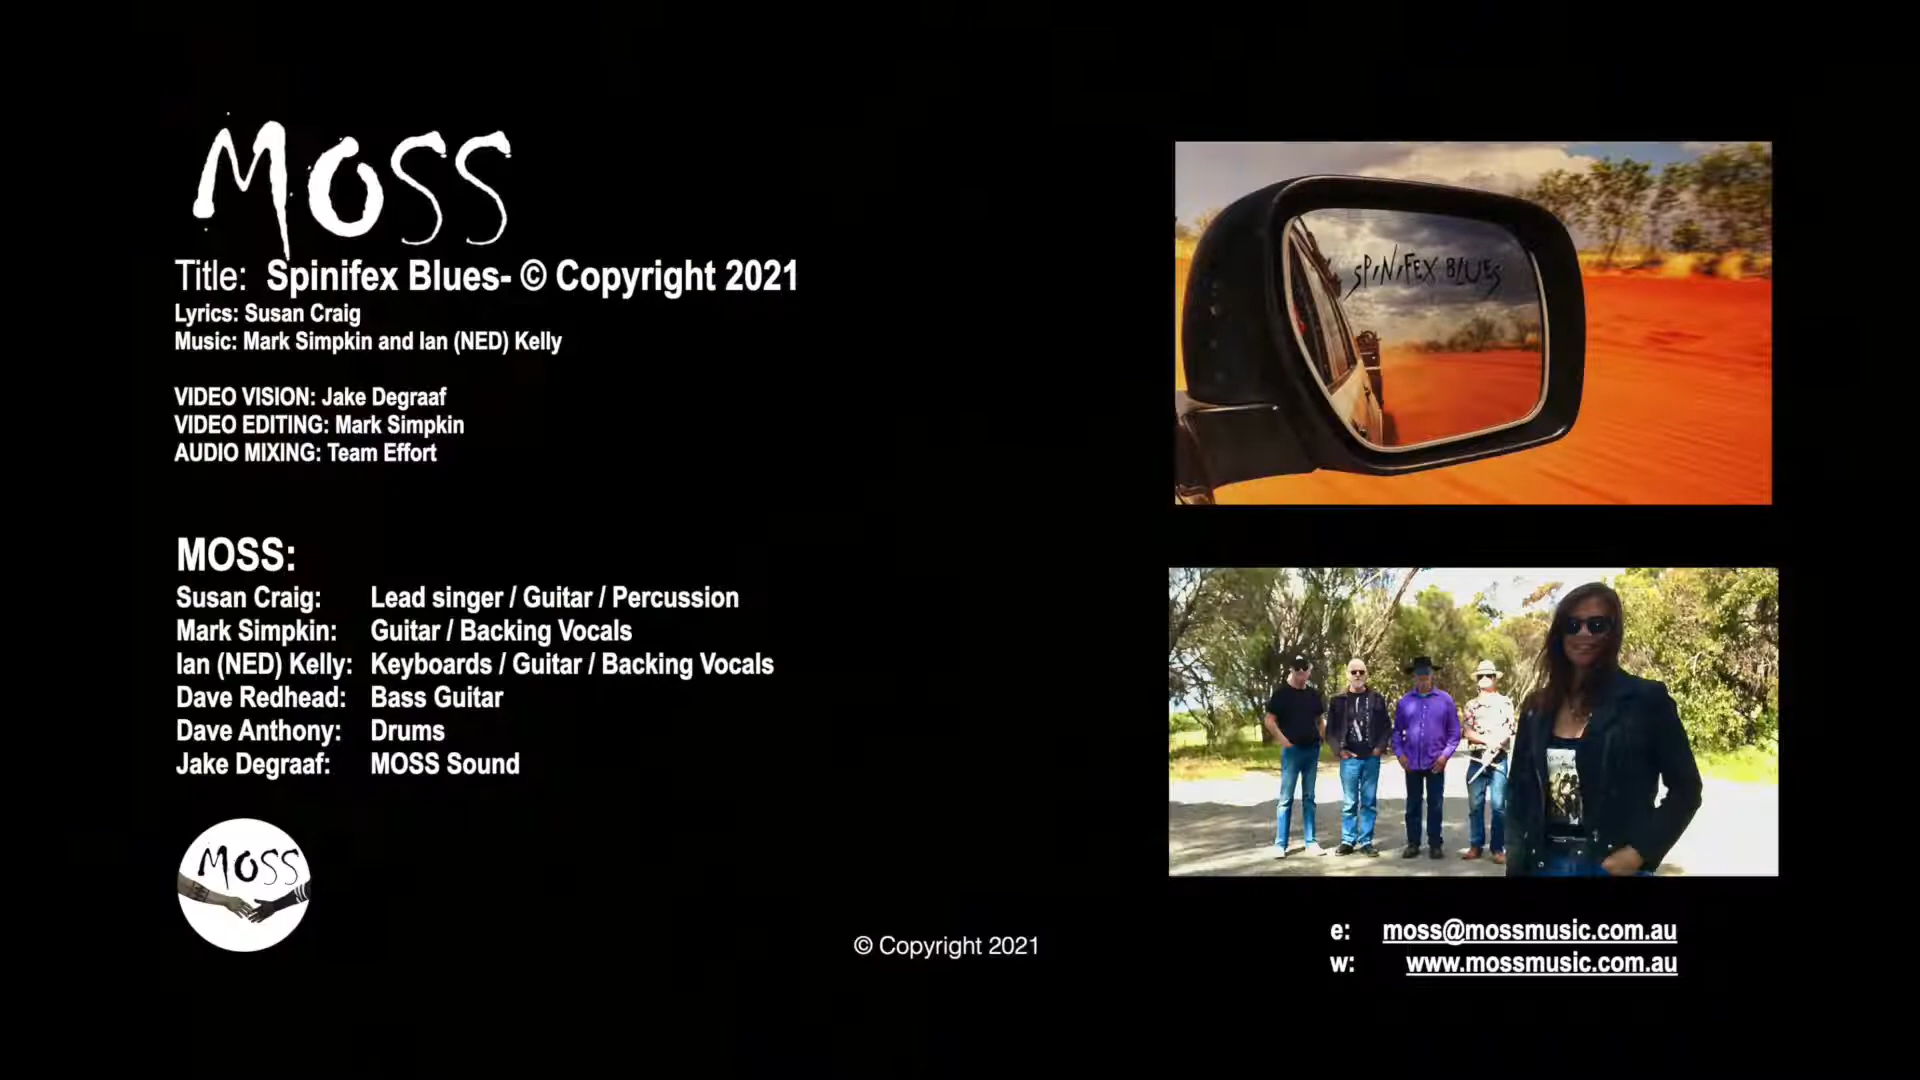 MOSS
Title: Spinifex Blues- © Copyright 2021
Lyrics: Susan Craig
Music: Mark Simpkin and Ian (NED) Kelly
VIDEO VISION: Jake Degraaf
VIDEO EDITING: Mark Simpkin
AUDIO MIXING: Team Effort
MOSS:
Susan Craig: Lead singer / Guitar / Percussion
Mark Simpkin: Guitar / Backing Vocals
Ian (NED) Kelly: Keyboards / Guitar / Backing Vocals
Dave Redhead: Bass Guitar
Dave Anthony: Drums
Jake Degraaf: MOSS Sound
MOSS
© Copyright 2021
SPINIFEX BLUES
e: moss@mossmusic.com.au
w: www.mossmusic.com.au